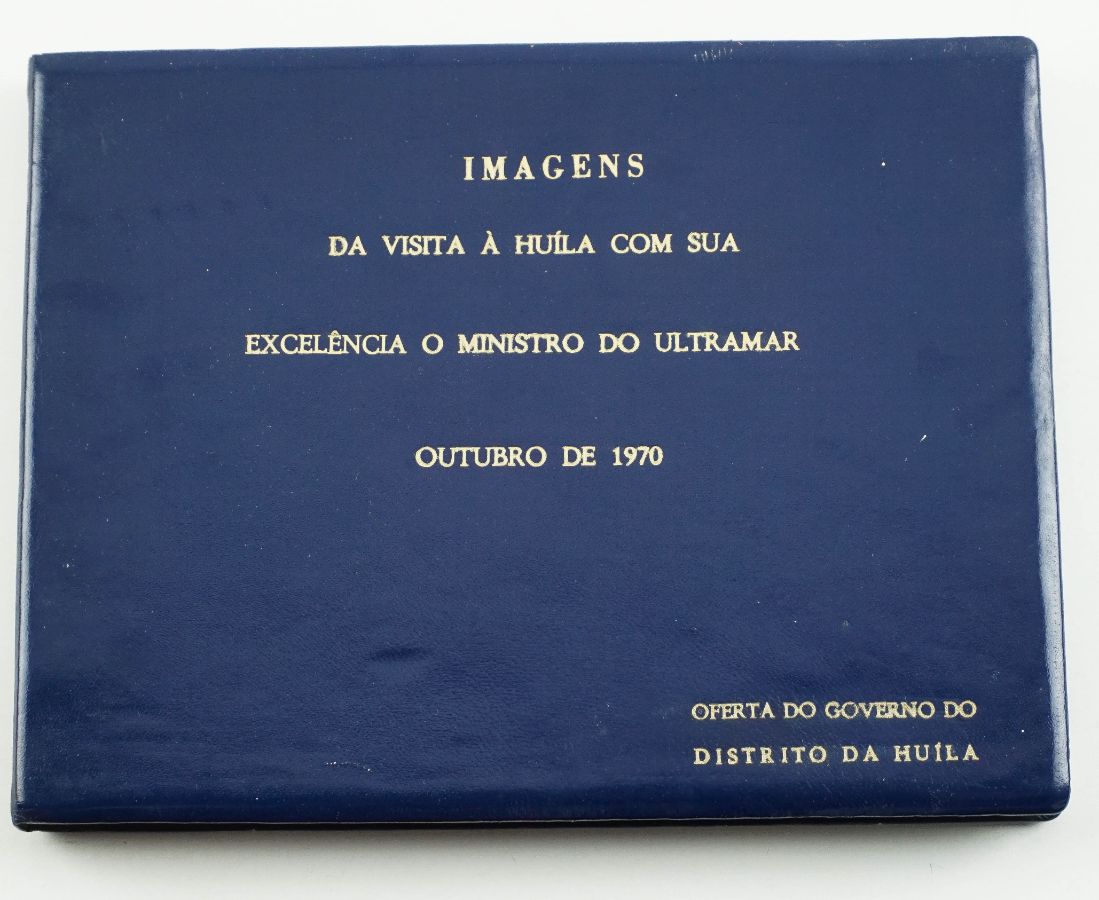 IMAGENS
DA VISITA À HUÍLA COM SUA
EXCELÊNCIA O MINISTRO DO ULTRAMAR
OUTUBRO DE 1970
OFERTA DO GOVERNO DO
DISTRITO DA HUÍLA